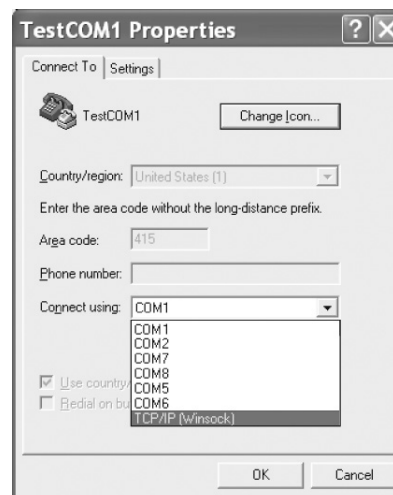 TestCOM1 Properties
Connect To
Settings
TestCOM1
Change Icon...
Country/region:
United States (1)
Enter the area code without the long-distance prefix.
Area code:
415
Phone number:
Connect using:
COM1
COM1
COM2
COM7
COM8
COM5
COM6
TCP/IP (Winsock)
Use country/
Redial on bu
OK
Cancel